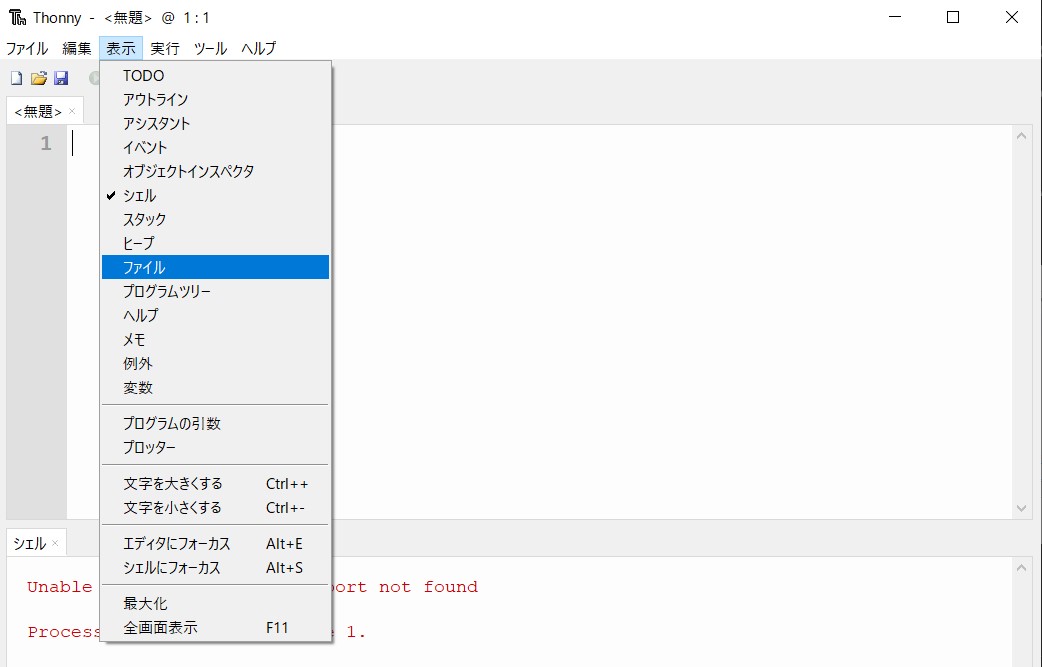 Thonny - <無題> @ 1 : 1
ファイル 編集 表示 実行 ツール ヘルプ
<無題> ×
1
TODO
アウトライン
アシスタント
イベント
オブジェクトインスペクタ
✔ シェル
スタック
ヒープ
ファイル
プログラムツリー
ヘルプ
メモ
例外
変数
プログラムの引数
プロッター
文字を大きくする Ctrl++
文字を小さくする Ctrl+-
エディタにフォーカス Alt+E
シェルにフォーカス Alt+S
最大化
全画面表示 F11
シェル ×
Unable port not found
Process 1.